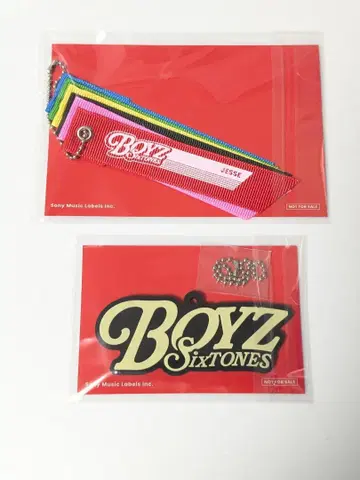 BOYZ
SixTONES
JESSE
Sony Music Labels Inc.
NOT FOR SALE
BOYZ
SixTONES
Sony Music Labels Inc.
NOT FOR SALE